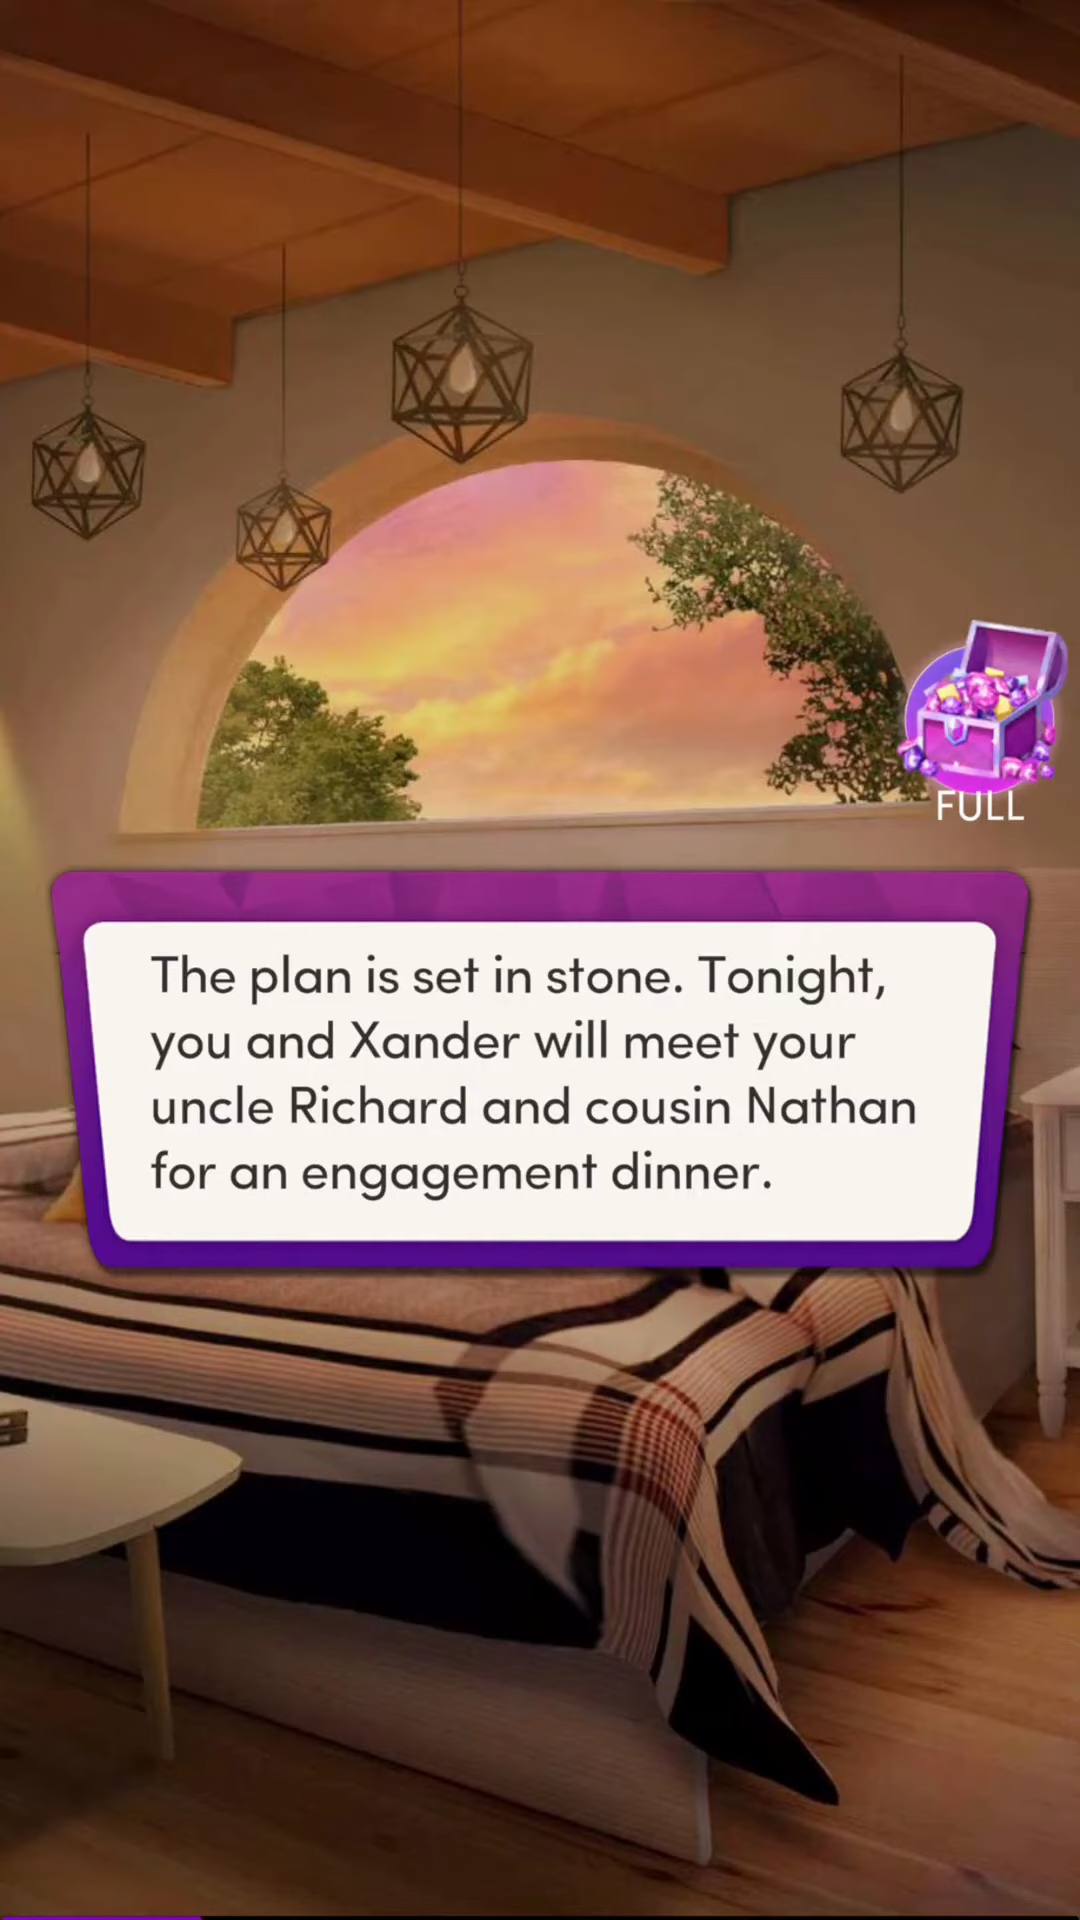 FULL
The plan is set in stone. Tonight,
you and Xander will meet your
uncle Richard and cousin Nathan
for an engagement dinner.